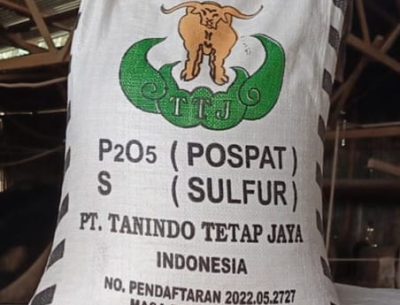 TTJ
P2O5 ( POSPAT )
S ( SULFUR )
PT. TANINDO TETAP JAYA
INDONESIA
NO. PENDAFTARAN 2022.05.2727